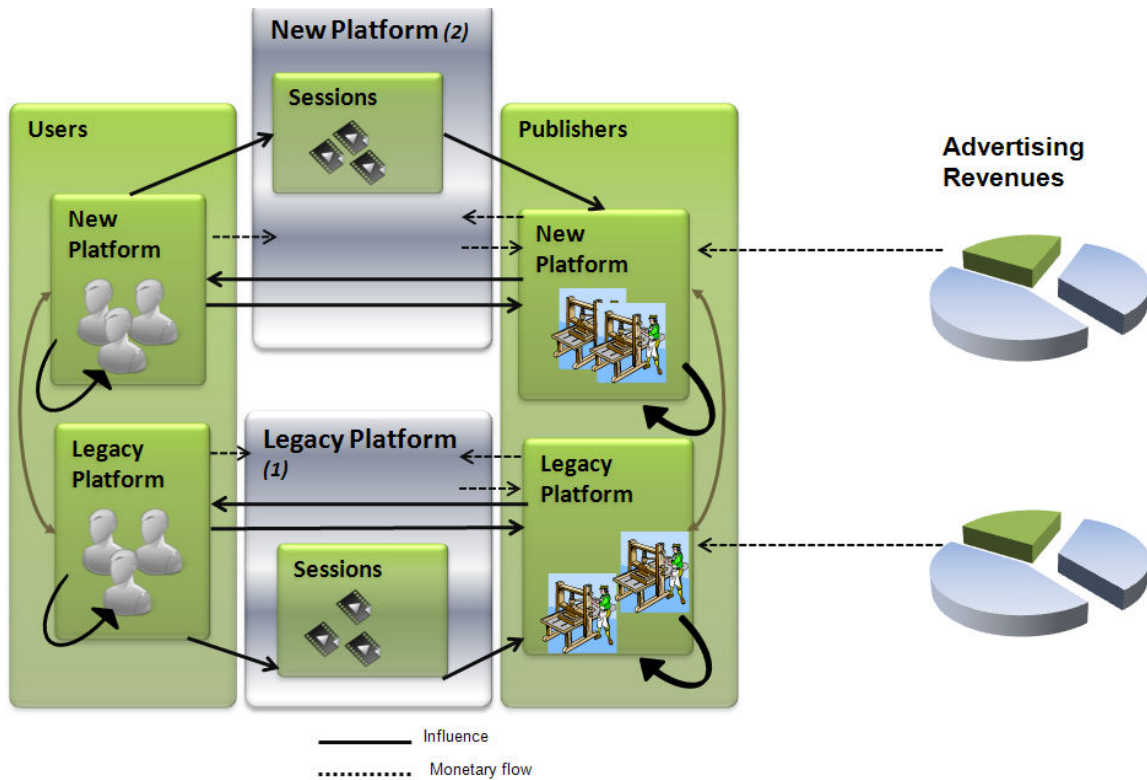 New Platform (2)
Sessions
Users
Publishers
Advertising
Revenues
New
Platform
New
Platform
Legacy
Platform
Legacy Platform
(1)
Legacy
Platform
Sessions
Influence
Monetary flow